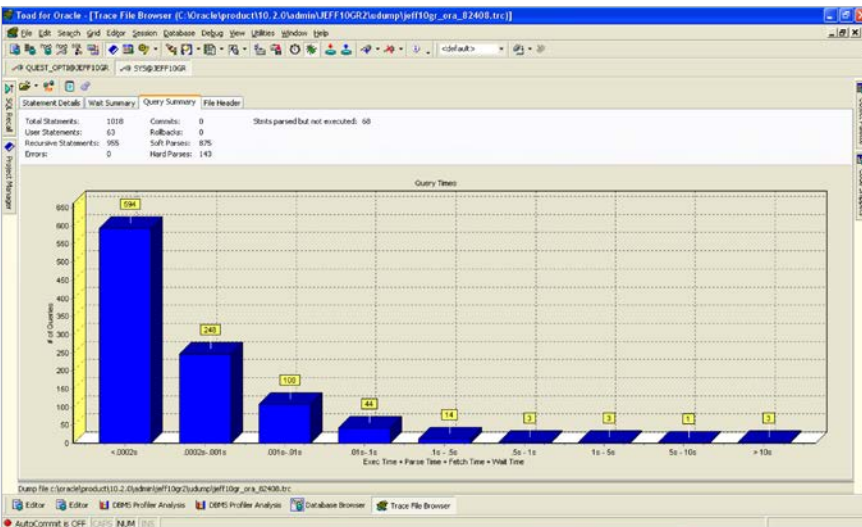 Toad for Oracle - [Trace File Browser (C:\Oracle\product\10.2.0\admin\JEFF10GR2\udump\jeff10gr_ora_82408.trc)]
File Edit Search Grid Editor Session Database Debug View Utilities Window Help
<default>
QUEST_OPT@JEFF10GR SYS@JEFF10GR
Statement Details Wait Summary Query Summary File Header
SQL Recall
Project Manager
Total Statments: 1018 Commits: 0 Stmts parsed but not executed: 68
User Statements: 63 Rollbacks: 0
Recursive Statements: 955 Soft Parses: 875
Errors: 0 Hard Parses: 143
Query Times
# of Queries
650
600
550
500
450
400
350
300
250
200
150
100
50
0
594
248
108
44
14
3
3
1
3
<.0002s .0002s-.001s .001s-.01s .01s-.1s .1s - .5s .5s - 1s 1s - 5s 5s - 10s > 10s
Exec Time + Parse Time + Fetch Time + Wait Time
Dump file c:\oracle\product\10.2.0\admin\jeff10gr2\udump\jeff10gr_ora_82408.trc
Editor Editor DBMS Profiler Analysis DBMS Profiler Analysis Database Browser Trace File Browser
AutoCommit is OFF CAPS NUM INS